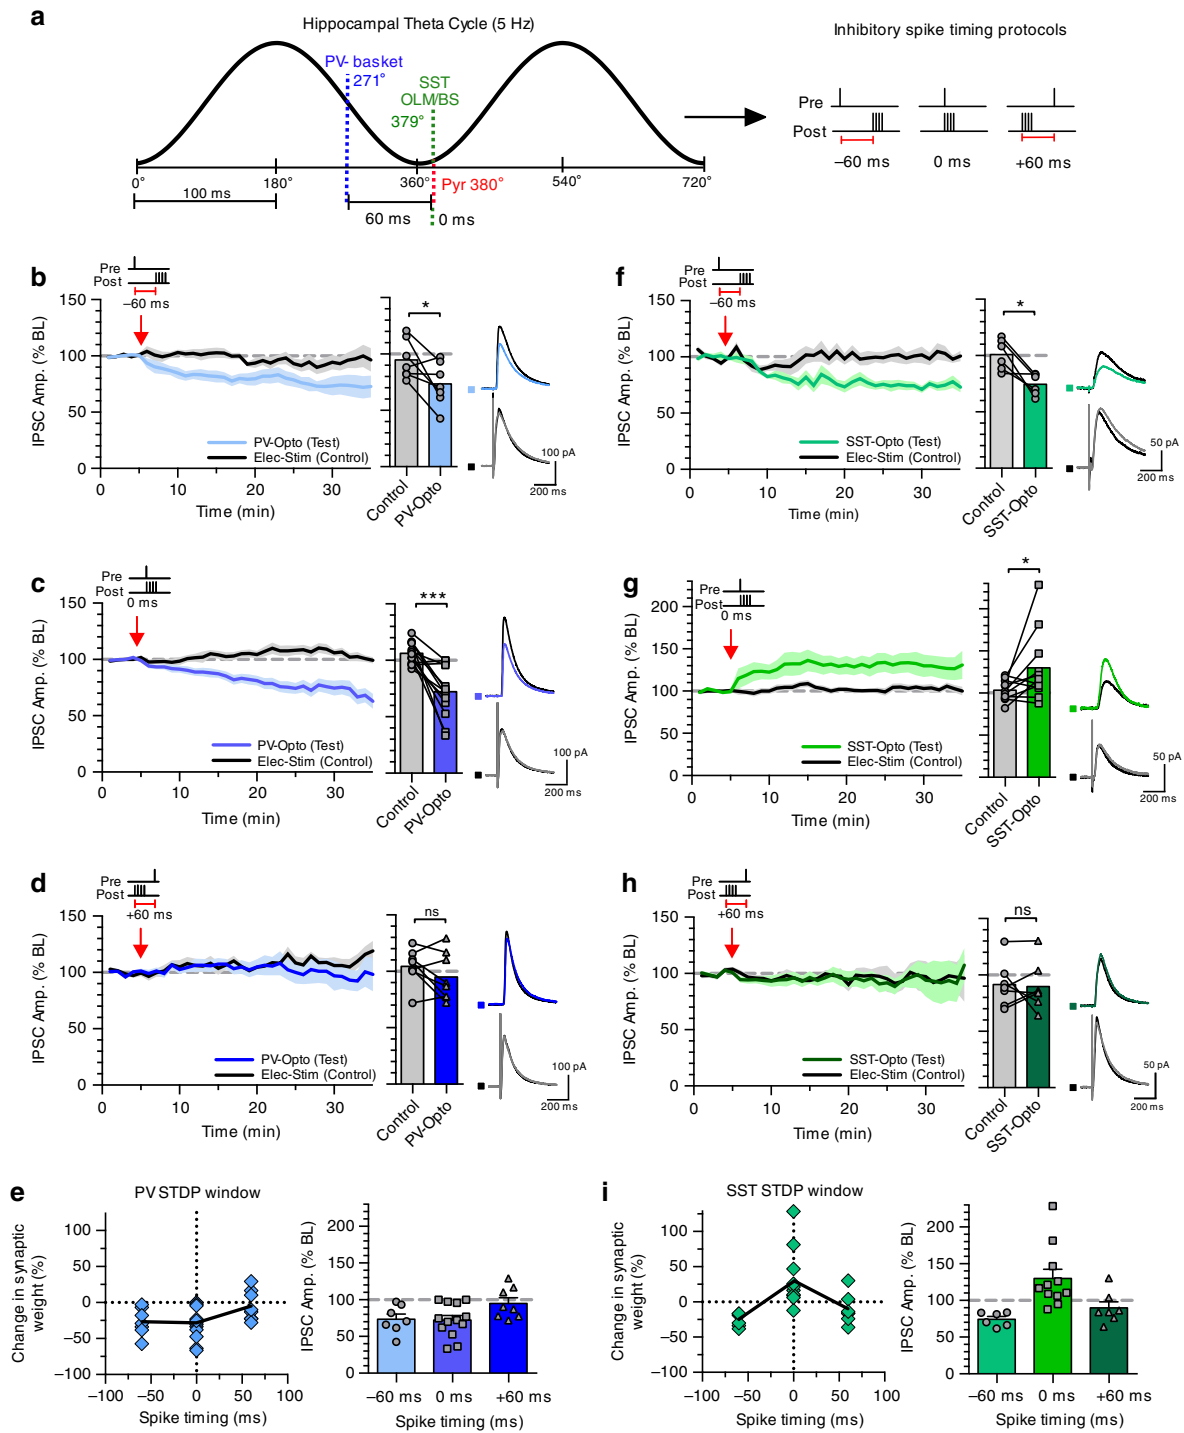 a
Hippocampal Theta Cycle (5 Hz)
Inhibitory spike timing protocols
PV- basket
271°
SST
OLM/BS
379°
Pre
Post
−60 ms
0 ms
+60 ms
0°
180°
360°
Pyr 380°
540°
720°
100 ms
60 ms
0 ms
b
Pre
Post
−60 ms
IPSC Amp. (% BL)
150
100
50
0
PV-Opto (Test)
Elec-Stim (Control)
0
10
20
30
Time (min)
*
Control
PV-Opto
100 pA
200 ms
f
Pre
Post
−60 ms
IPSC Amp. (% BL)
150
100
50
0
SST-Opto (Test)
Elec-Stim (Control)
0
10
20
30
Time (min)
*
Control
SST-Opto
50 pA
200 ms
c
Pre
Post
0 ms
IPSC Amp. (% BL)
150
100
50
0
PV-Opto (Test)
Elec-Stim (Control)
0
10
20
30
Time (min)
***
Control
PV-Opto
100 pA
200 ms
g
Pre
Post
0 ms
IPSC Amp. (% BL)
200
150
100
50
0
SST-Opto (Test)
Elec-Stim (Control)
0
10
20
30
Time (min)
*
Control
SST-Opto
50 pA
200 ms
d
Pre
Post
+60 ms
IPSC Amp. (% BL)
150
100
50
0
PV-Opto (Test)
Elec-Stim (Control)
0
10
20
30
Time (min)
ns
Control
PV-Opto
100 pA
200 ms
h
Pre
Post
+60 ms
IPSC Amp. (% BL)
150
100
50
0
SST-Opto (Test)
Elec-Stim (Control)
0
10
20
30
Time (min)
ns
Control
SST-Opto
50 pA
200 ms
e
PV STDP window
Change in synaptic
weight (%)
100
50
0
−50
−100
−100
−50
0
50
100
Spike timing (ms)
IPSC Amp. (% BL)
200
150
100
50
0
−60 ms
0 ms
+60 ms
Spike timing (ms)
i
SST STDP window
Change in synaptic
weight (%)
100
50
0
−50
−100
−100
−50
0
50
100
Spike timing (ms)
IPSC Amp. (% BL)
200
150
100
50
0
−60 ms
0 ms
+60 ms
Spike timing (ms)